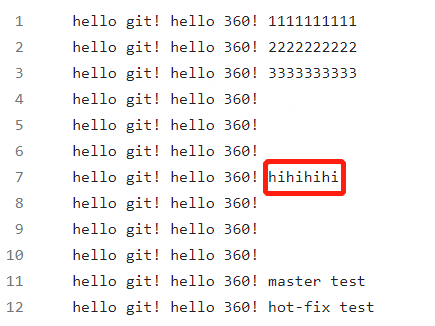 1 hello git! hello 360! 1111111111
2 hello git! hello 360! 2222222222
3 hello git! hello 360! 3333333333
4 hello git! hello 360!
5 hello git! hello 360!
6 hello git! hello 360!
7 hello git! hello 360! hihihihi
8 hello git! hello 360!
9 hello git! hello 360!
10 hello git! hello 360!
11 hello git! hello 360! master test
12 hello git! hello 360! hot-fix test